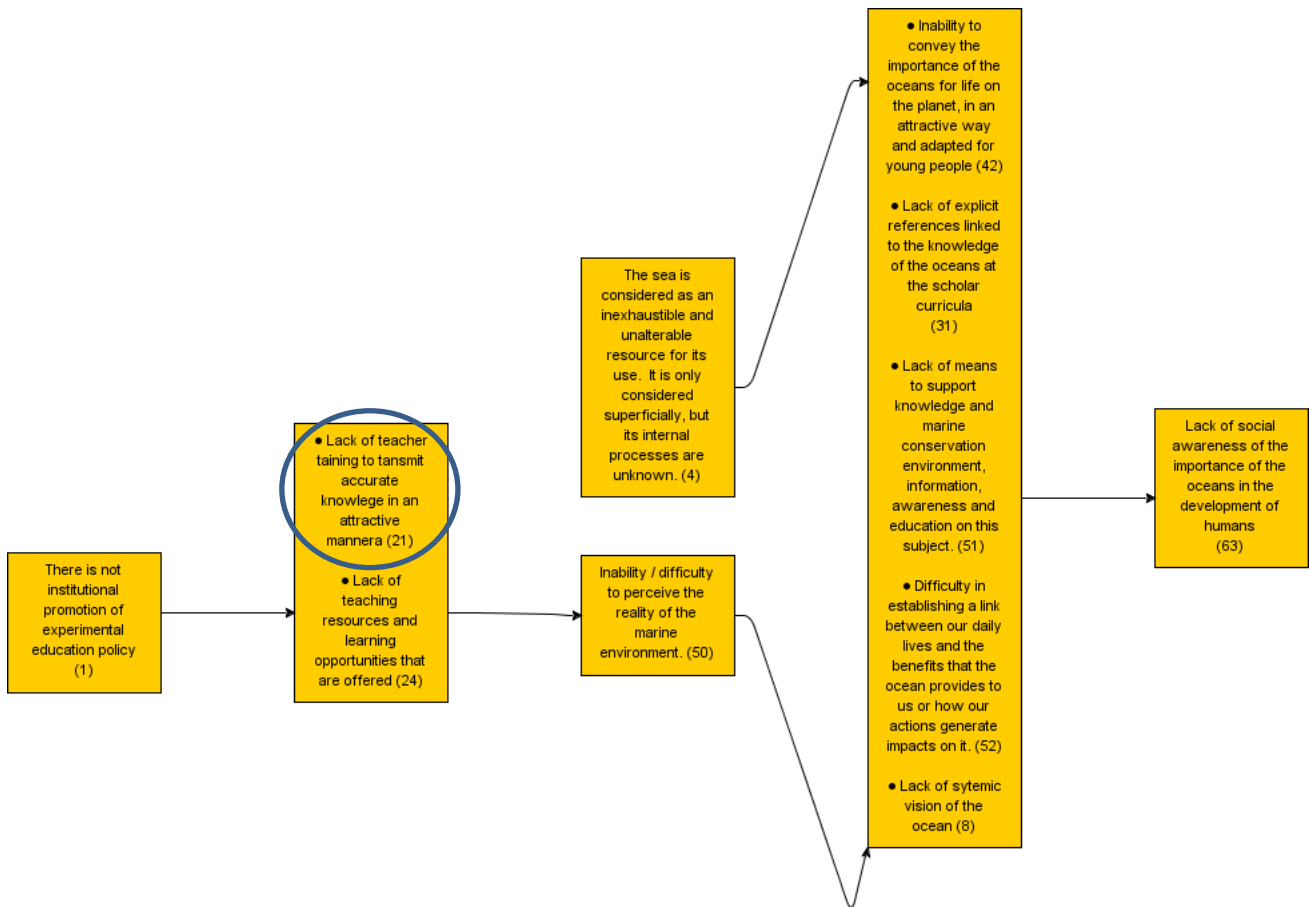 There is not
institutional
promotion of
experimental
education policy
(1)
● Lack of teacher
taining to tansmit
accurate
knowlege in an
attractive
mannera (21)
● Lack of
teaching
resources and
learning
opportunities that
are offered (24)
The sea is
considered as an
inexhaustible and
unalterable
resource for its
use. It is only
considered
superficially, but
its internal
processes are
unknown. (4)
Inability / difficulty
to perceive the
reality of the
marine
environment. (50)
● Inability to
convey the
importance of the
oceans for life on
the planet, in an
attractive way
and adapted for
young people (42)
● Lack of explicit
references linked
to the knowledge
of the oceans at
the scholar
curricula
(31)
● Lack of means
to support
knowledge and
marine
conservation
environment,
information,
awareness and
education on this
subject. (51)
● Difficulty in
establishing a link
between our daily
lives and the
benefits that the
ocean provides to
us or how our
actions generate
impacts on it. (52)
● Lack of sytemic
vision of the
ocean (8)
Lack of social
awareness of the
importance of the
oceans in the
development of
humans
(63)